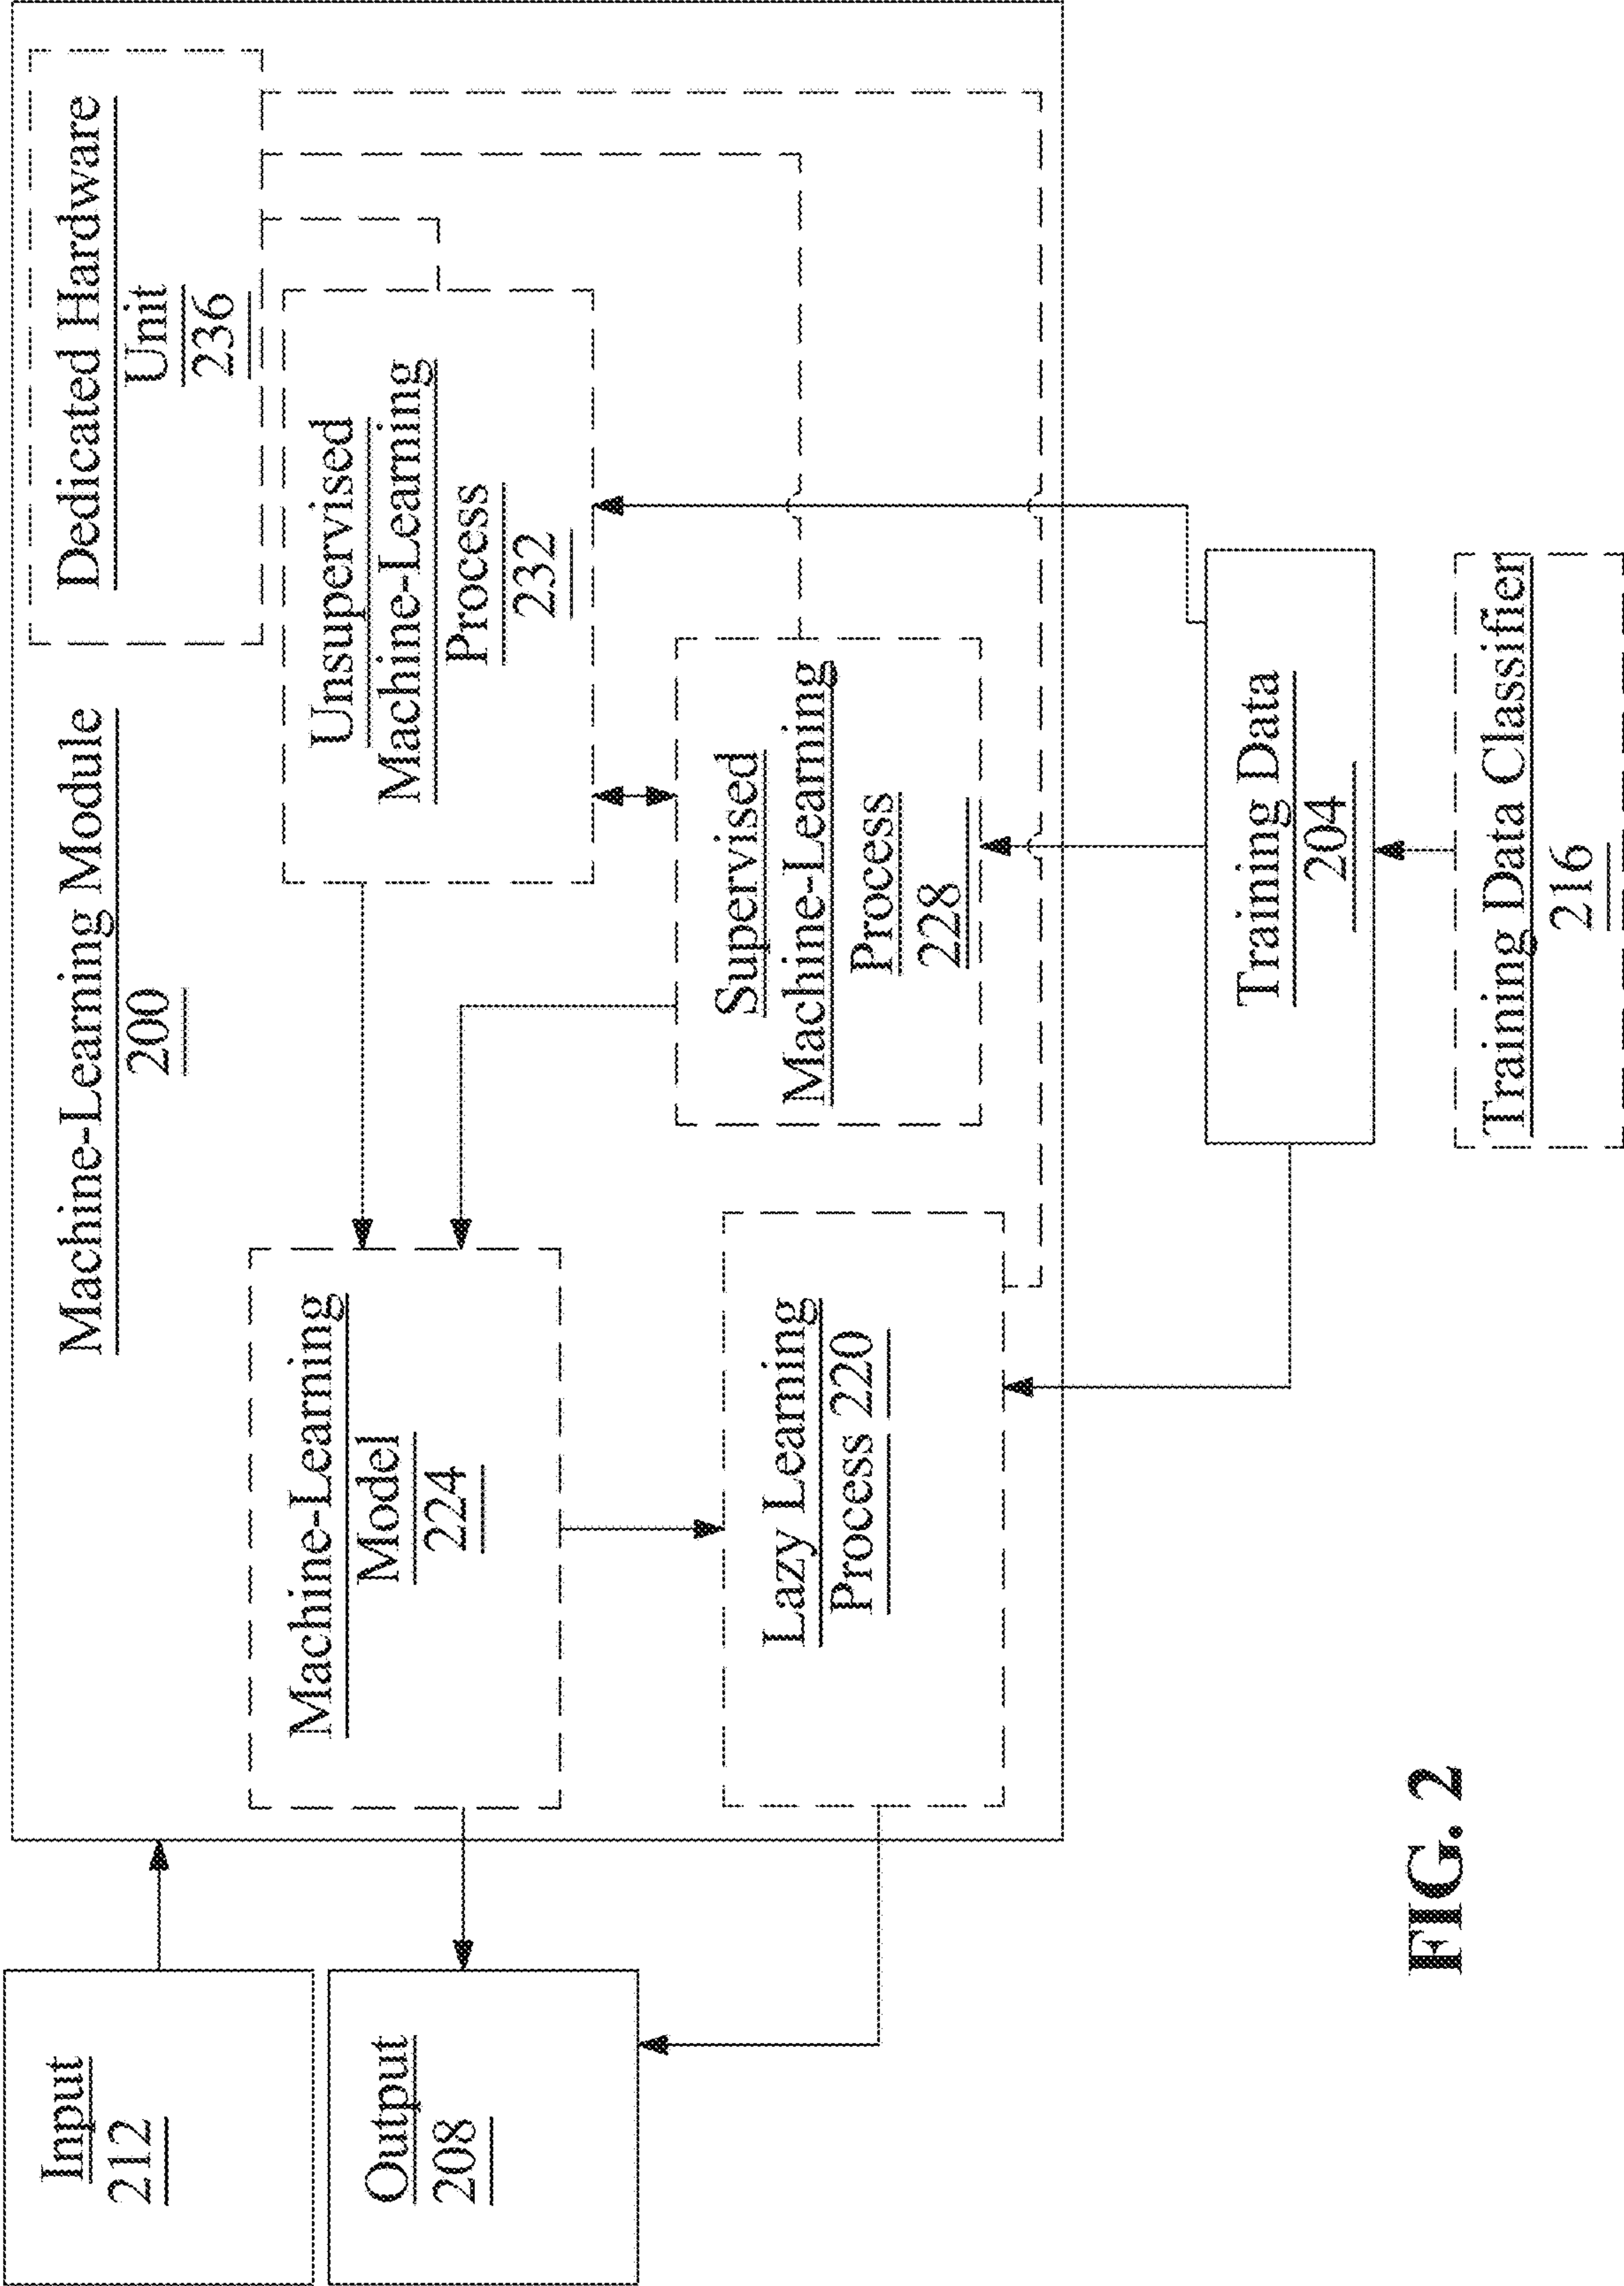 Input
212
Output
208
Machine-Learning Module
200
Dedicated Hardware
Unit
236
Machine-Learning
Model
224
Unsupervised
Machine-Learning
Process
232
Lazy Learning
Process 220
Supervised
Machine-Learning
Process
228
Training Data
204
Training Data Classifier
216
FIG. 2